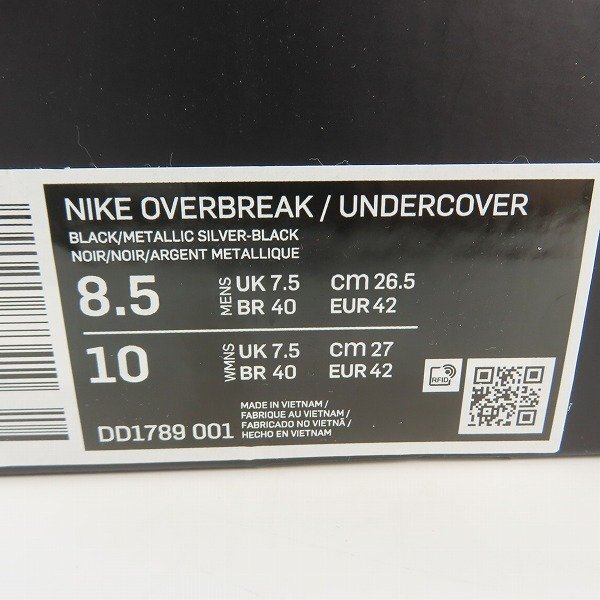 NIKE OVERBREAK / UNDERCOVER
BLACK/METALLIC SILVER-BLACK
NOIR/NOIR/ARGENT METALLIQUE
8.5 MENS UK 7.5 CM 26.5
BR 40 EUR 42
10 WMNS UK 7.5 CM 27
BR 40 EUR 42
RFID
DD1789 001
MADE IN VIETNAM /
FABRIQUE AU VIETNAM /
FABRICADO NO VIETNÃ /
HECHO EN VIETNAM